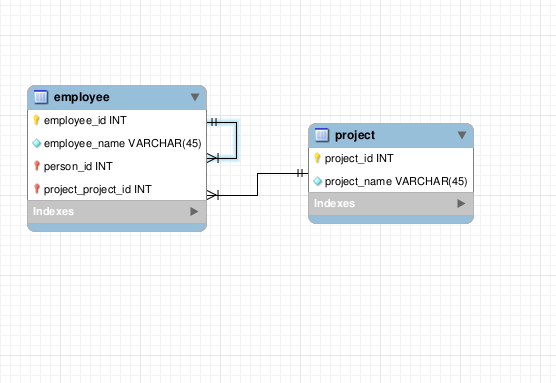 employee
employee_id INT
employee_name VARCHAR(45)
person_id INT
project_project_id INT
Indexes
project
project_id INT
project_name VARCHAR(45)
Indexes